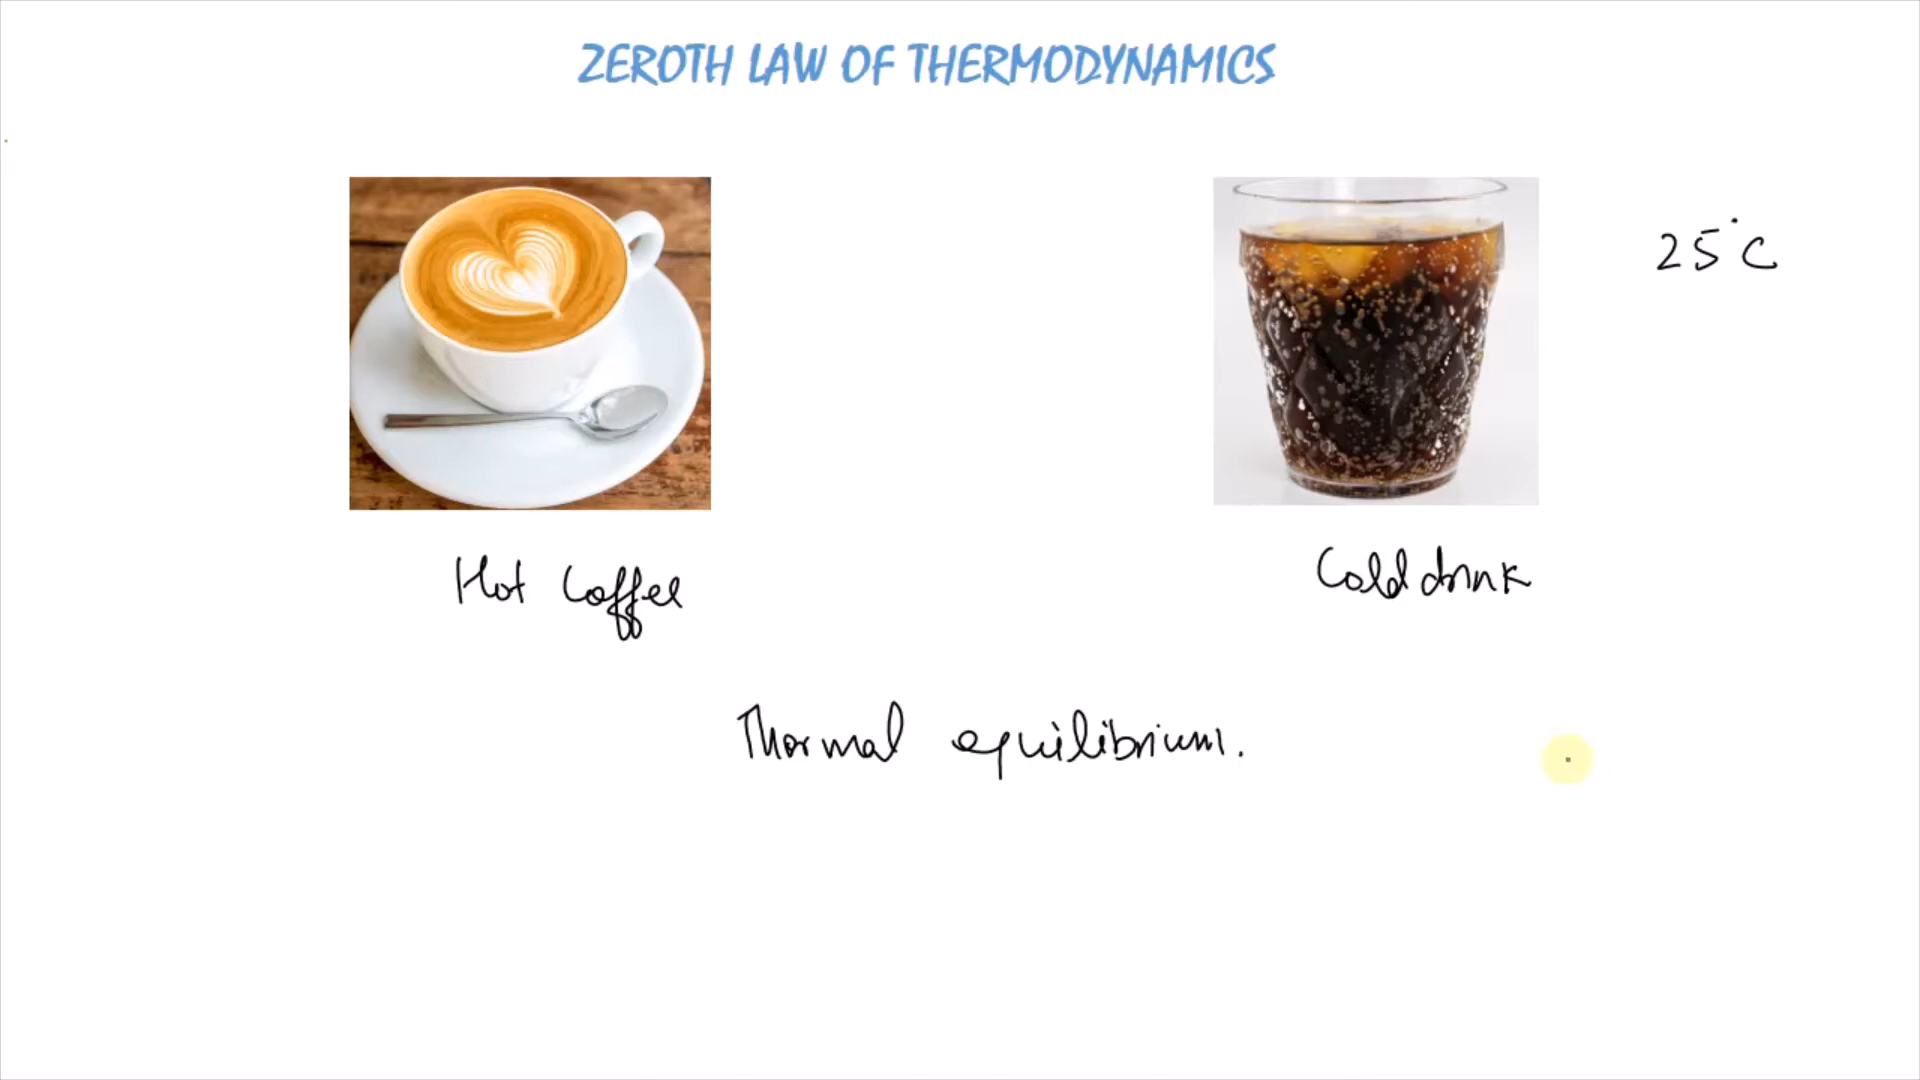 ZEROTH LAW OF THERMODYNAMICS
25°C
Hot Coffee
Cold drink
Thermal equilibrium.